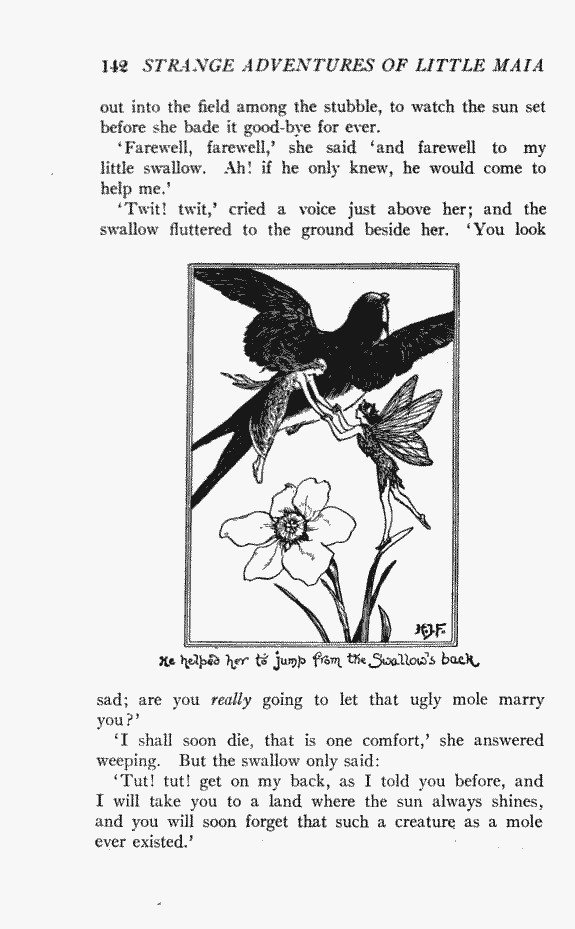 142 STRANGE ADVENTURES OF LITTLE MAIA
out into the field among the stubble, to watch the sun set
before she bade it good-bye for ever.
‘Farewell, farewell,’ she said ‘and farewell to my
little swallow. Ah! if he only knew, he would come to
help me.’
‘Twit! twit,’ cried a voice just above her; and the
swallow fluttered to the ground beside her. ‘You look
H.J.F.
He helped her to jump from the Swallow's back
sad; are you really going to let that ugly mole marry
you?’
‘I shall soon die, that is one comfort,’ she answered
weeping. But the swallow only said:
‘Tut! tut! get on my back, as I told you before, and
I will take you to a land where the sun always shines,
and you will soon forget that such a creature as a mole
ever existed.’